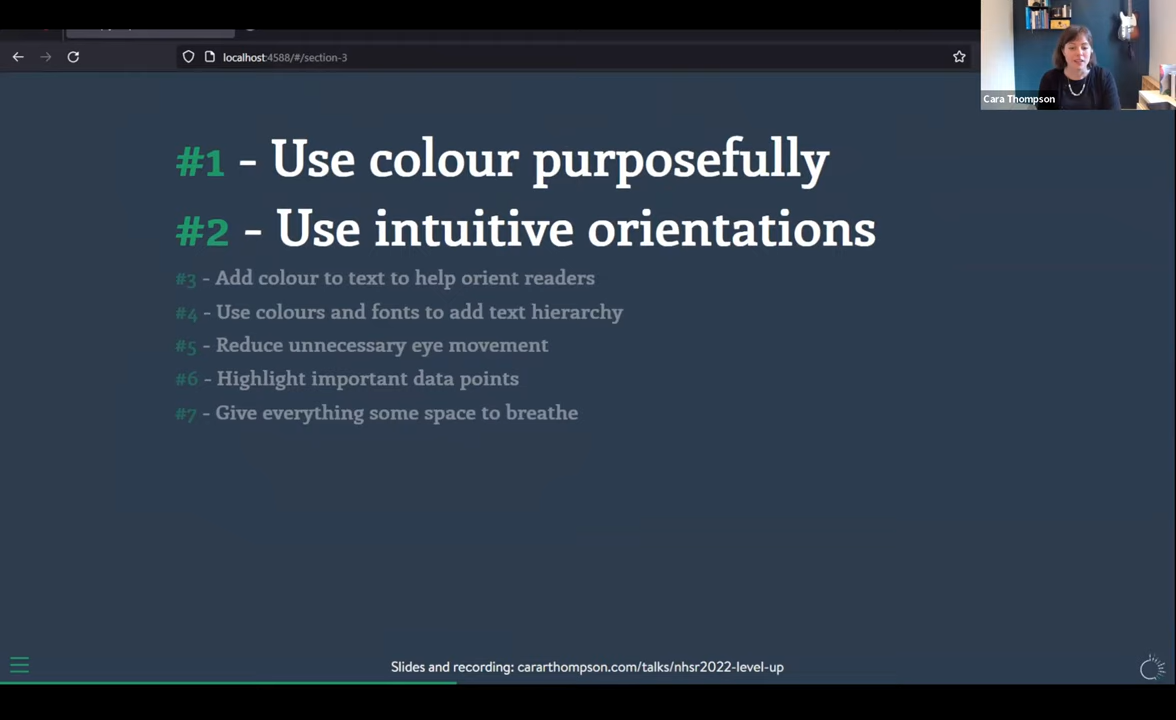 localhost:4588/#/section-3
Cara Thompson
#1 - Use colour purposefully
#2 - Use intuitive orientations
#3 - Add colour to text to help orient readers
#4 - Use colours and fonts to add text hierarchy
#5 - Reduce unnecessary eye movement
#6 - Highlight important data points
#7 - Give everything some space to breathe
Slides and recording: cararthompson.com/talks/nhsr2022-level-up